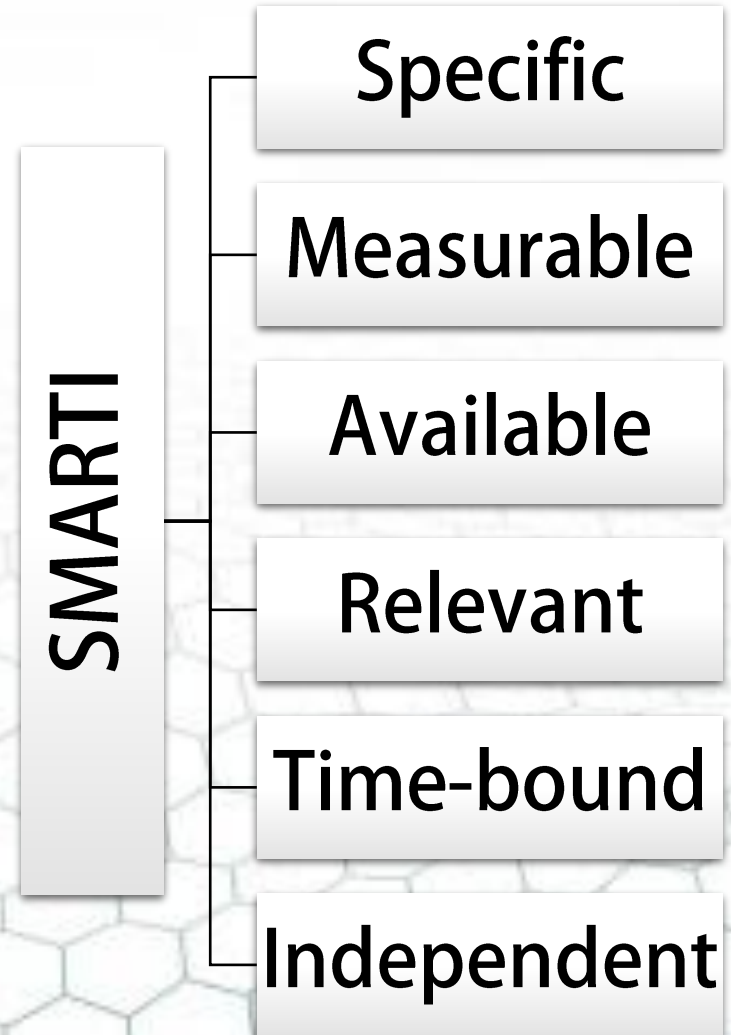 SMARTI
Specific
Measurable
Available
Relevant
Time-bound
Independent